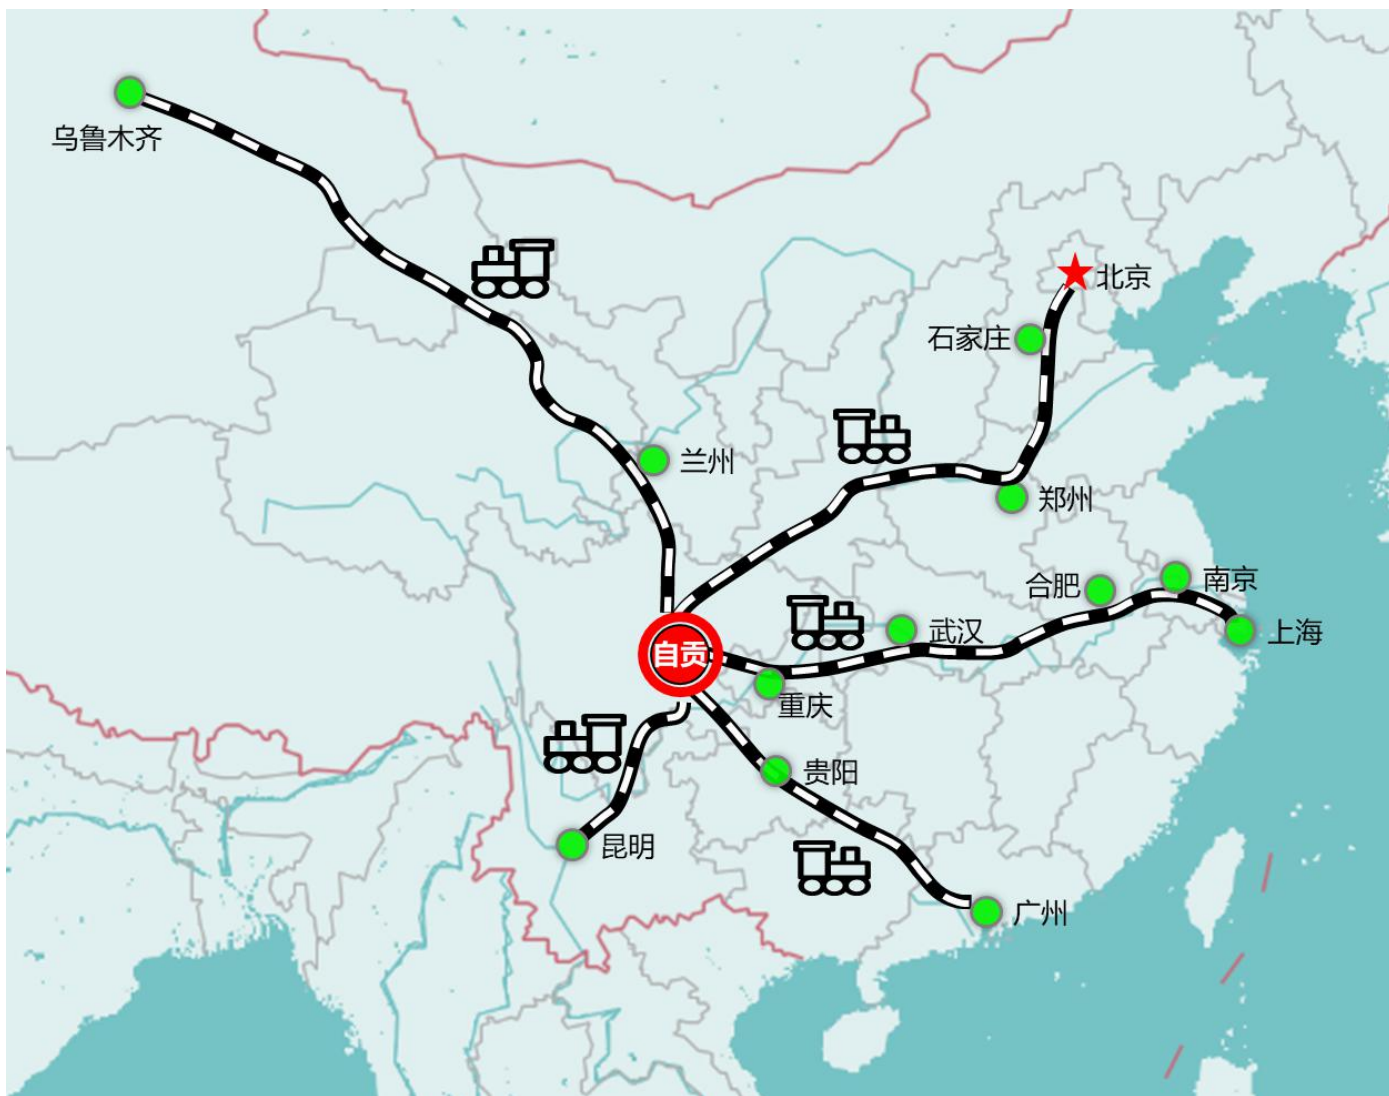 乌鲁木齐
北京
石家庄
兰州
郑州
合肥
南京
武汉
上海
自贡
重庆
贵阳
昆明
广州